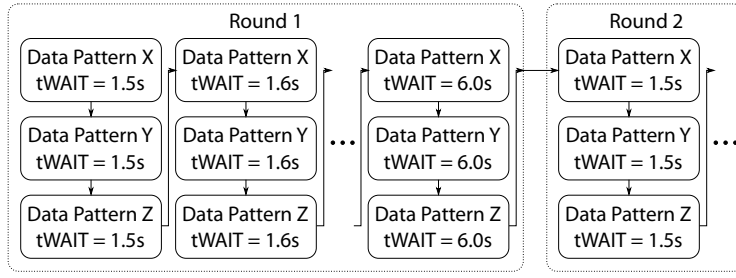 Round 1
Data Pattern X
tWAIT = 1.5s
Data Pattern Y
tWAIT = 1.5s
Data Pattern Z
tWAIT = 1.5s
Data Pattern X
tWAIT = 1.6s
Data Pattern Y
tWAIT = 1.6s
Data Pattern Z
tWAIT = 1.6s
...
Data Pattern X
tWAIT = 6.0s
Data Pattern Y
tWAIT = 6.0s
Data Pattern Z
tWAIT = 6.0s
Round 2
Data Pattern X
tWAIT = 1.5s
Data Pattern Y
tWAIT = 1.5s
Data Pattern Z
tWAIT = 1.5s
...